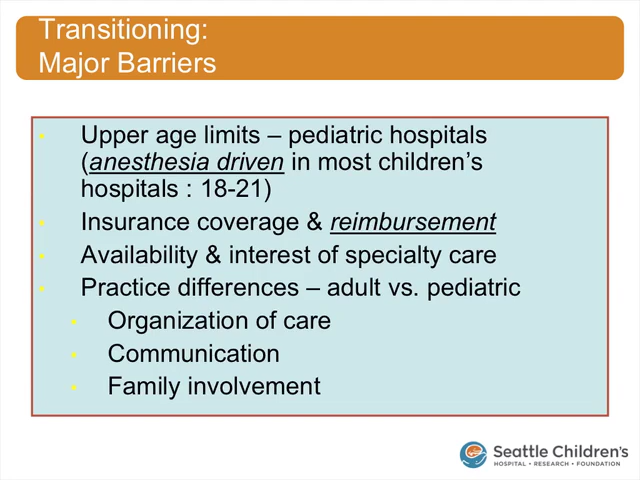 Transitioning:
Major Barriers
• Upper age limits – pediatric hospitals
(anesthesia driven in most children's
hospitals : 18-21)
• Insurance coverage & reimbursement
• Availability & interest of specialty care
• Practice differences – adult vs. pediatric
• Organization of care
• Communication
• Family involvement
Seattle Children's
HOSPITAL • RESEARCH • FOUNDATION